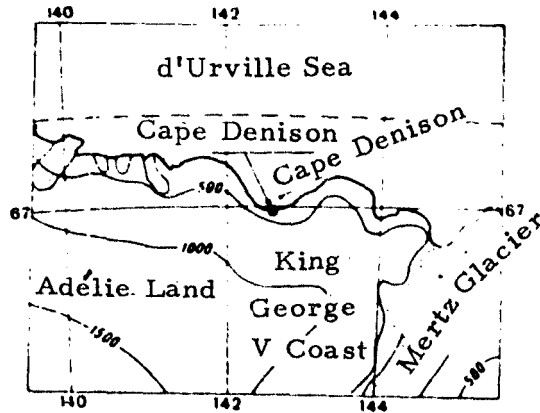 140 142 144
d'Urville Sea
Cape Denison
Cape Denison
500
67 67
1000
King
Adélie Land
George
Mertz Glacier
1500
V Coast
500
140 142 144